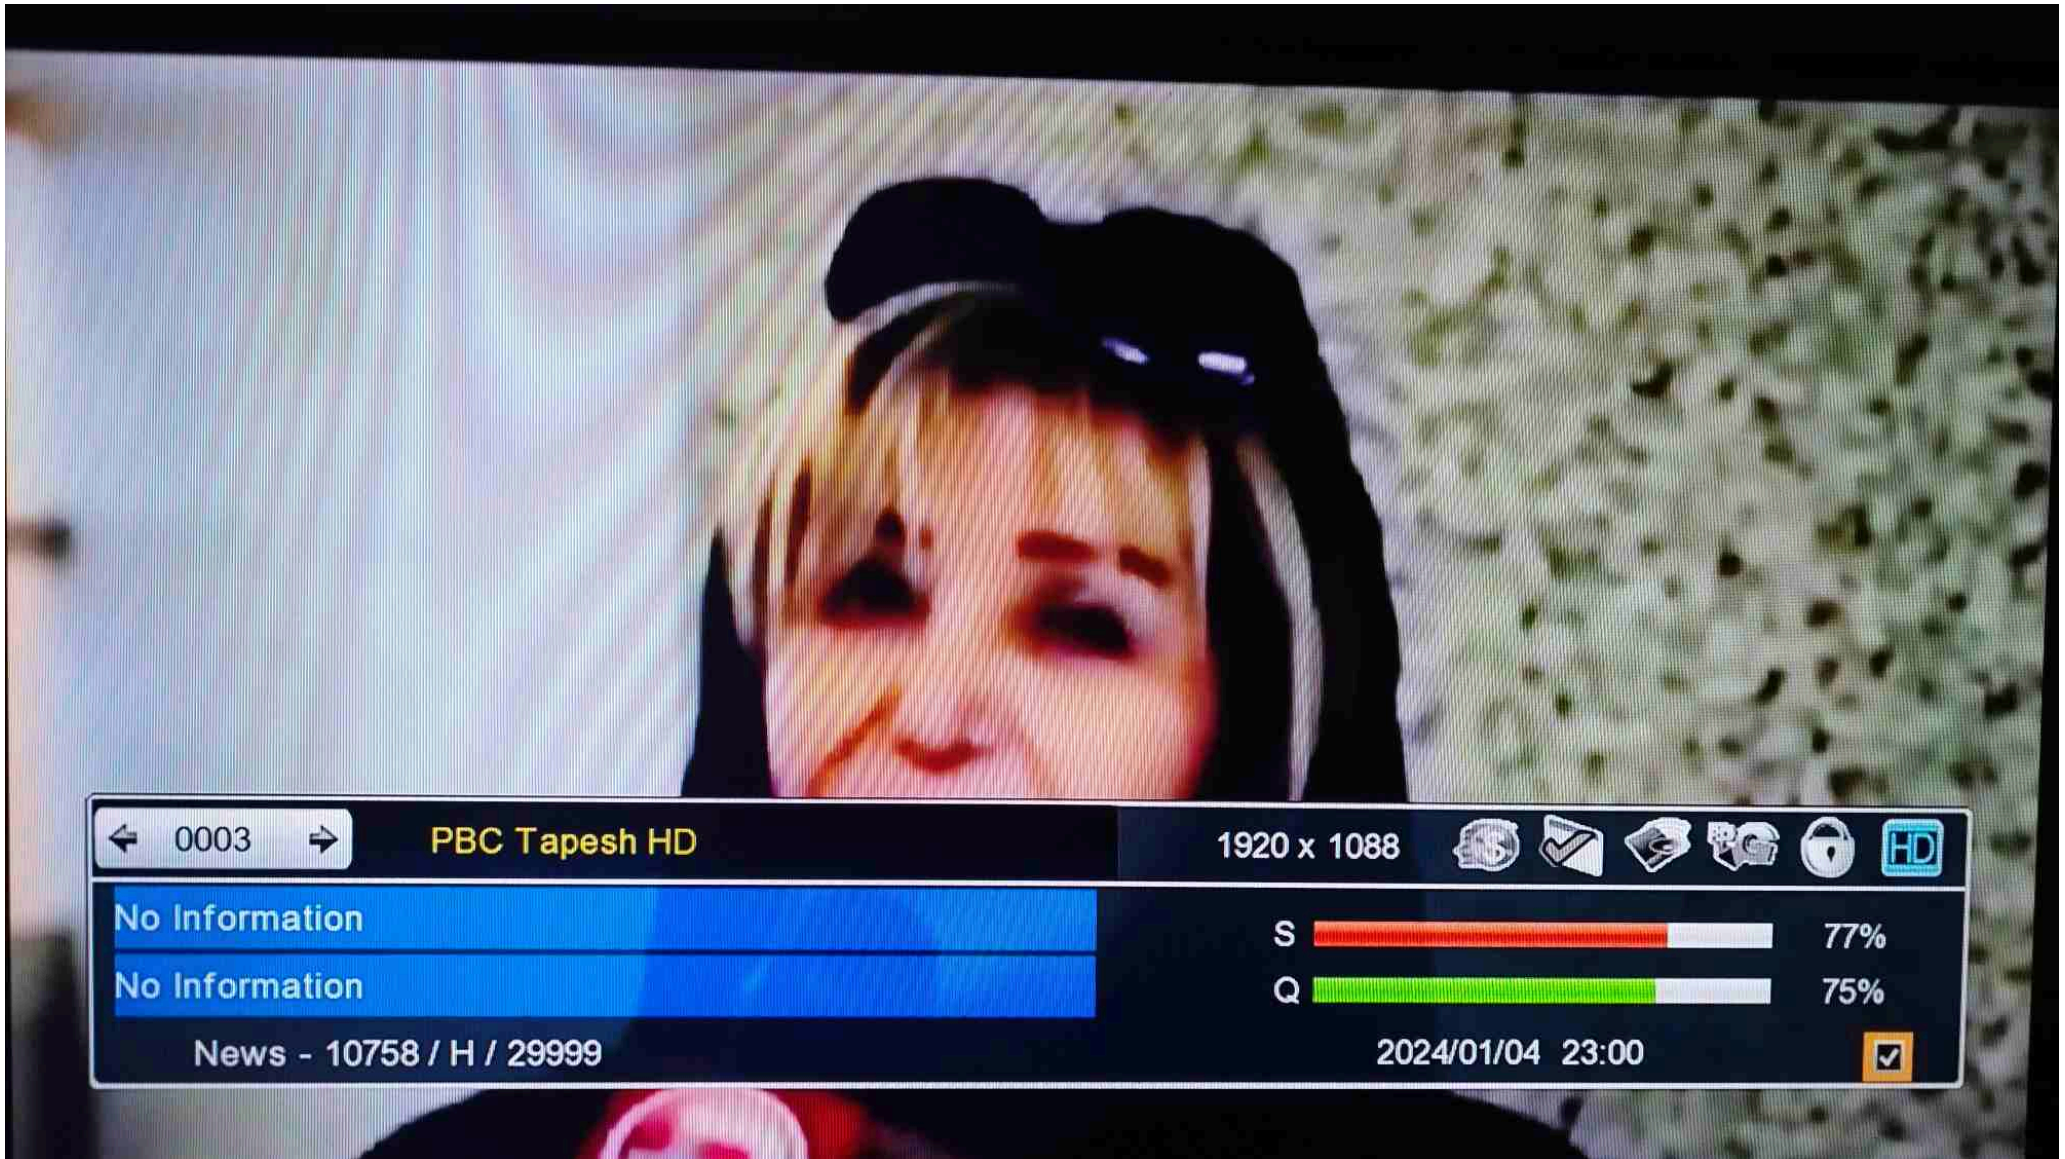 0003 PBC Tapesh HD 1920 x 1088 HD
No Information
S 77%
No Information
Q 75%
News - 10758 / H / 29999 2024/01/04 23:00